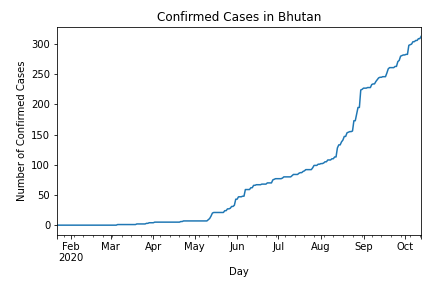 Confirmed Cases in Bhutan
Number of Confirmed Cases
300
250
200
150
100
50
0
Feb Mar Apr May Jun Jul Aug Sep Oct
2020
Day